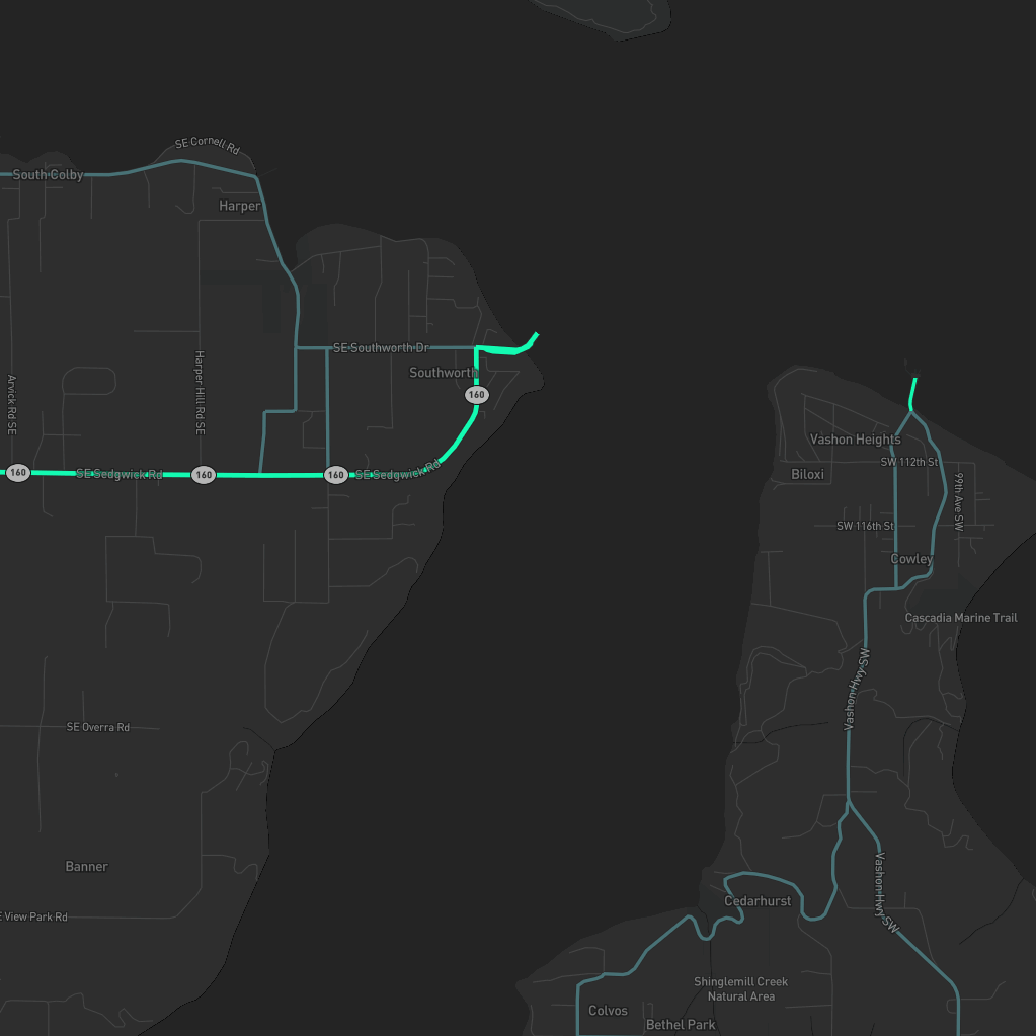 SE Cornell Rd
South Colby
Harper
SE Southworth Dr
Southworth
Arvick Rd SE
Harper Hill Rd SE
160
Vashon Heights
SW 112th St
160
SE Sedgwick Rd
160
160
SE Sedgwick Rd
Biloxi
99th Ave SW
SW 116th St
Cowley
Cascadia Marine Trail
Vashon Hwy SW
SE Overra Rd
Banner
Vashon Hwy SW
Cedarhurst
E View Park Rd
Shinglemill Creek
Natural Area
Colvos
Bethel Park